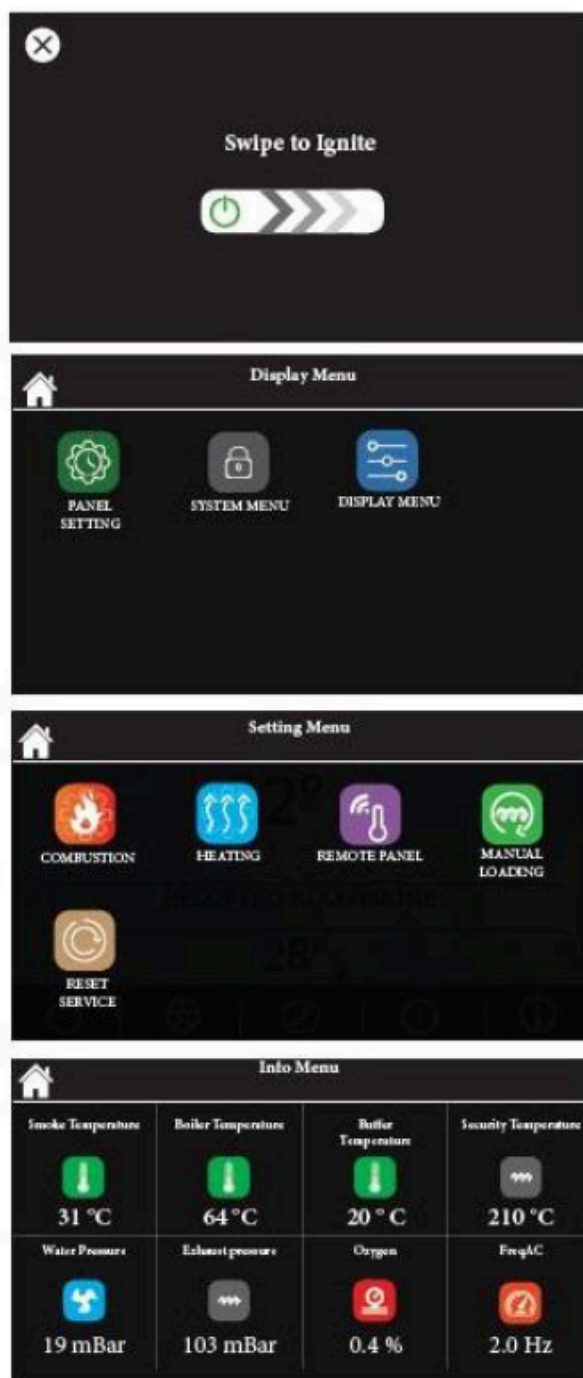 Swipe to Ignite
Display Menu
PANEL
SETTING
SYSTEM MENU
DISPLAY MENU
Setting Menu
COMBUSTION
HEATING
REMOTE PANEL
MANUAL
LOADING
RESET
SERVICE
28°
Info Menu
Smoke Temperature
Boiler Temperature
Buffer
Temperature
Security Temperature
31 °C
64 °C
20 ° C
210 °C
Water Pressure
Exhaust pressure
Oxygen
FreqAC
19 mBar
103 mBar
0.4 %
2.0 Hz